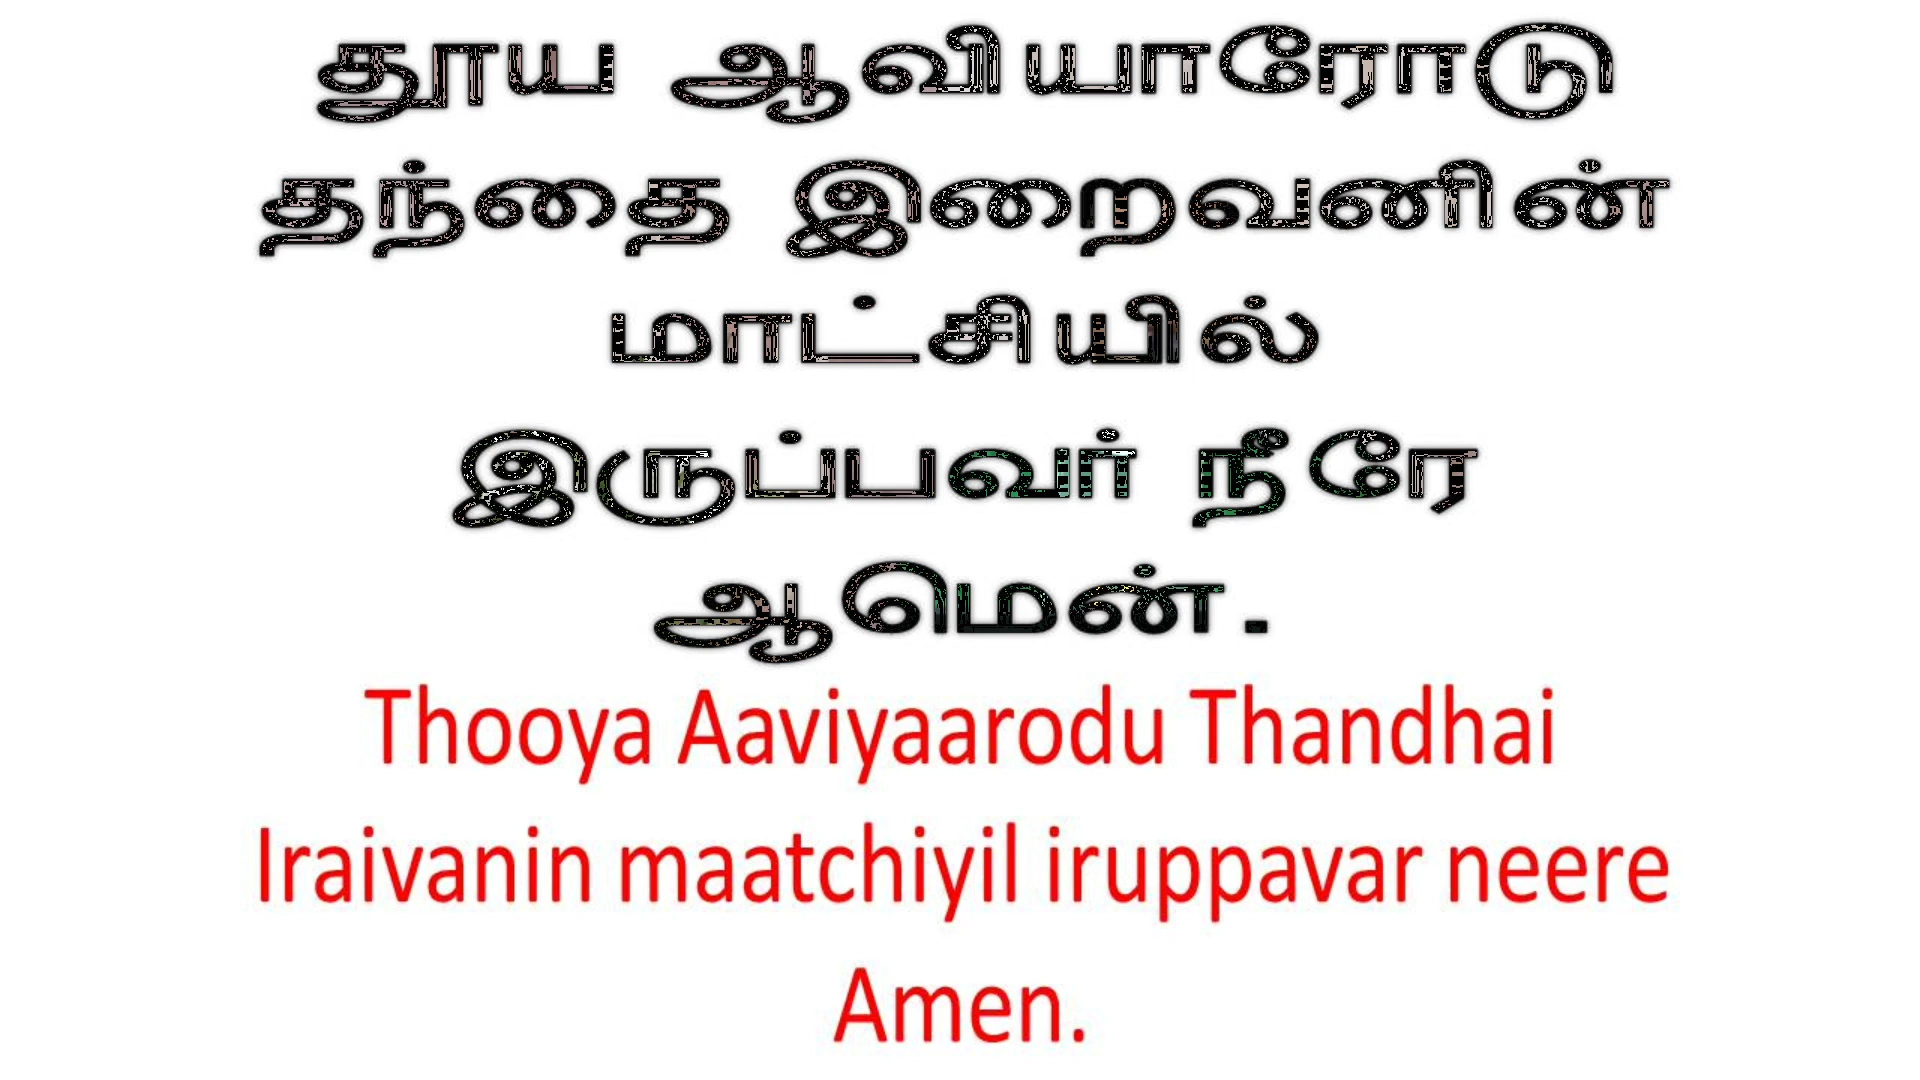 தூய ஆவியாரோடு
தந்தை இறைவனின்
மாட்சியில்
இருப்பவர் நீரே
ஆமென்.
Thooya Aaviyaarodu Thandhai
Iraivanin maatchiyil iruppavar neere
Amen.